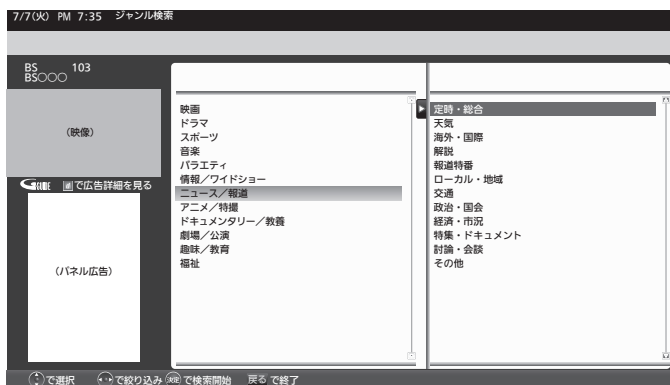 7/7(火) PM 7:35 ジャンル検索
BS 103
BS○○○
(映像)
GGUIDE dで広告詳細を見る
(パネル広告)
映画
ドラマ
スポーツ
音楽
バラエティ
情報／ワイドショー
ニュース／報道
アニメ／特撮
ドキュメンタリー／教養
劇場／公演
趣味／教育
福祉
定時・総合
天気
海外・国際
解説
報道特番
ローカル・地域
交通
政治・国会
経済・市況
特集・ドキュメント
討論・会談
その他
で選択 で絞り込み 決定 で検索開始 戻る で終了